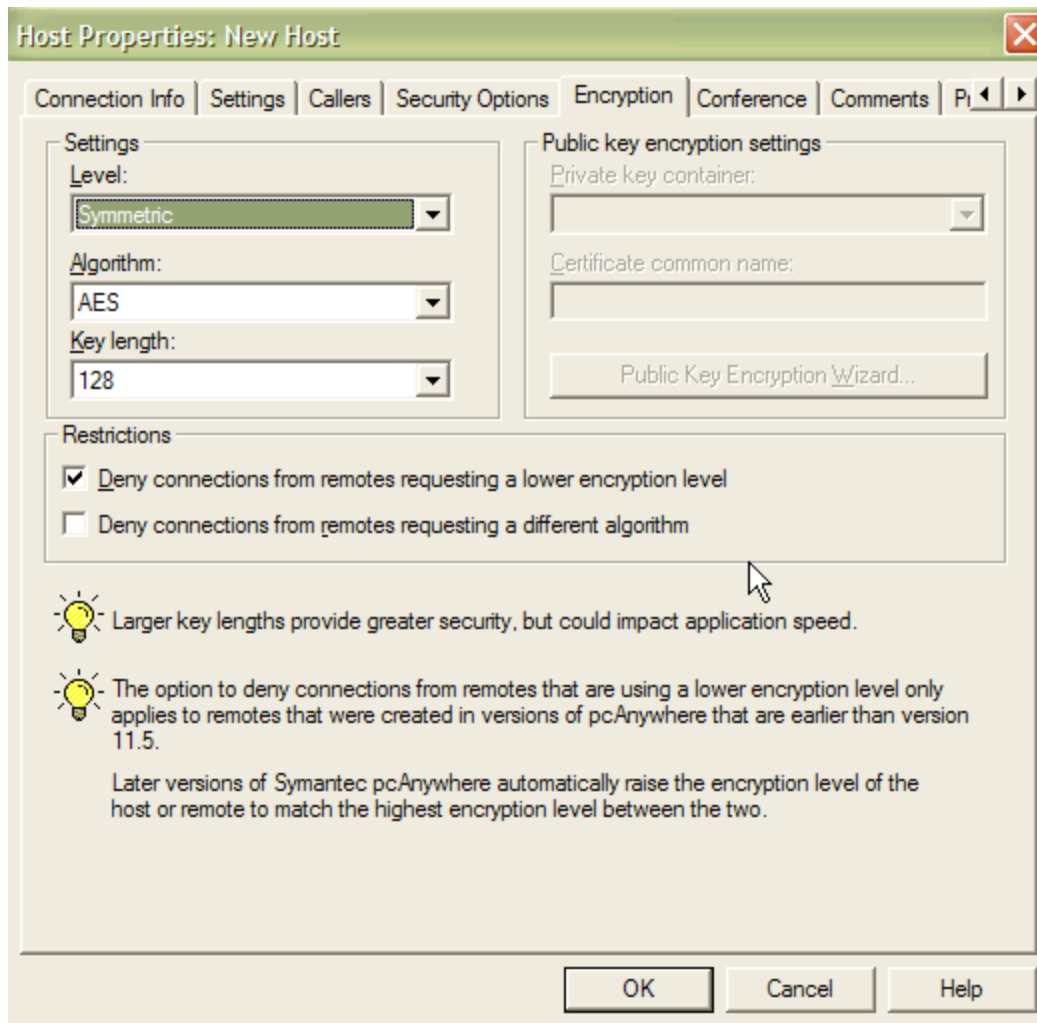 Host Properties: New Host
Connection Info Settings Callers Security Options Encryption Conference Comments
Settings
Level:
Symmetric
Algorithm:
AES
Key length:
128
Public key encryption settings
Private key container:
Certificate common name:
Public Key Encryption Wizard...
Restrictions
Deny connections from remotes requesting a lower encryption level
Deny connections from remotes requesting a different algorithm
Larger key lengths provide greater security, but could impact application speed.
The option to deny connections from remotes that are using a lower encryption level only
applies to remotes that were created in versions of pcAnywhere that are earlier than version
11.5.
Later versions of Symantec pcAnywhere automatically raise the encryption level of the
host or remote to match the highest encryption level between the two.
OK Cancel Help